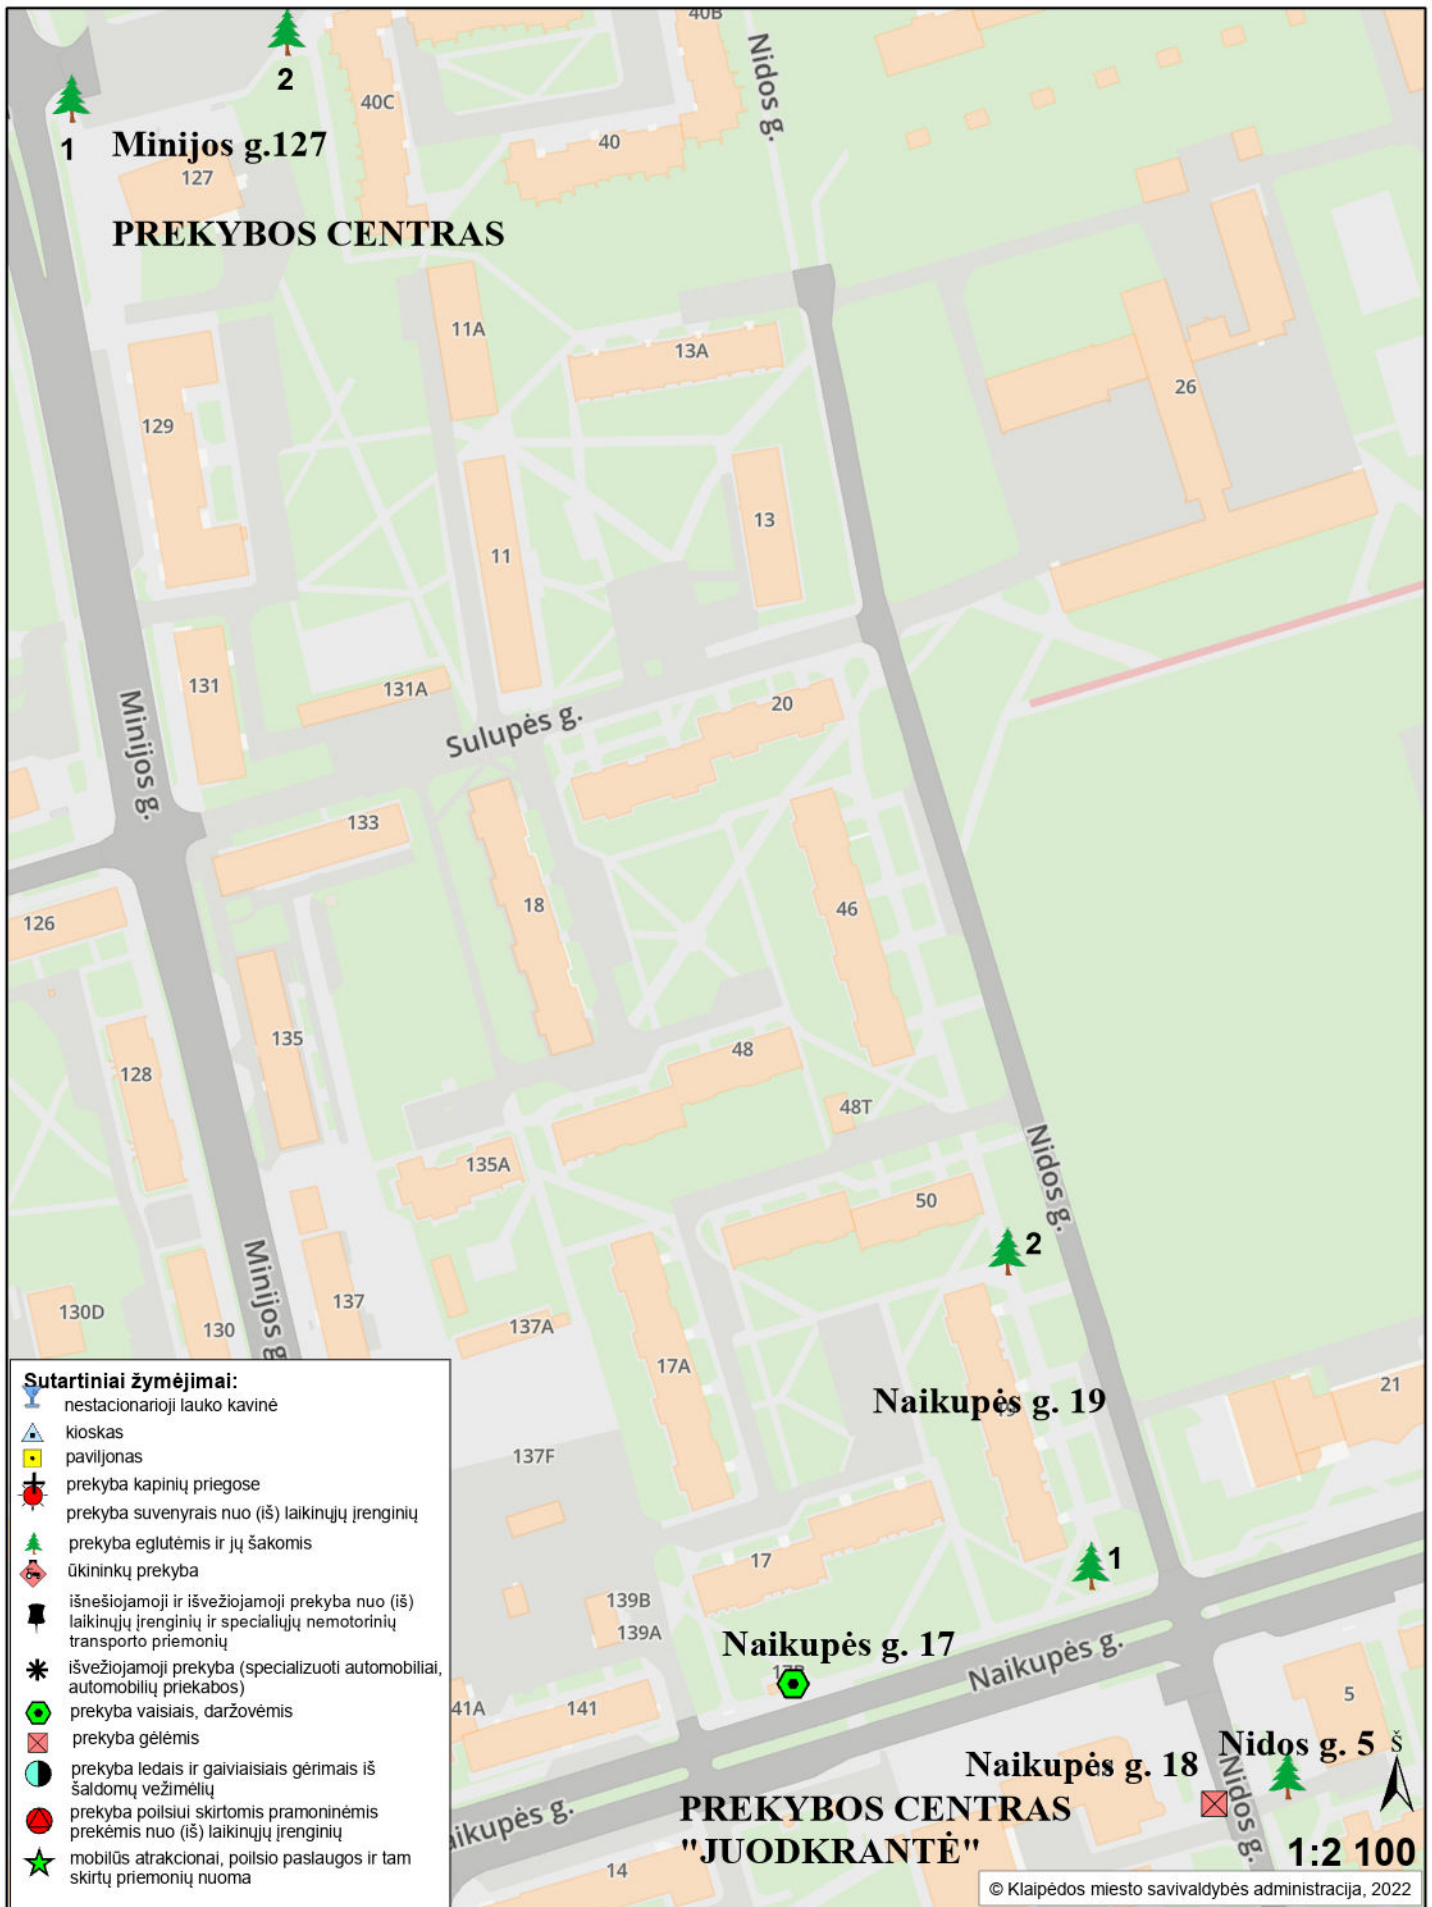 40B
Nidos g.
2
40C
1
Minijos g.127
40
127
PREKYBOS CENTRAS
11A
13A
26
129
13
11
131
131A
20
Minijos g.
Sulupės g.
133
126
18
46
135
48
128
48T
135A
Nidos g.
50
2
130D
137
130
Minijos g
137A
17A
21
Naikupės g. 19
19
137F
17
1
139B
139A
Naikupės g. 17
17B
Naikupės g.
41A
141
5
Nidos g. 5
Š
Naikupės g. 18
PREKYBOS CENTRAS
"JUODKRANTĖ"
Nidos g.
aikupės g.
14
1:2 100
Sutartiniai žymėjimai:
nestacionarioji lauko kavinė
kioskas
paviljonas
prekyba kapinių priegose
prekyba suvenyrais nuo (iš) laikinųjų įrenginių
prekyba eglutėmis ir jų šakomis
ūkininkų prekyba
išnešiojamoji ir išvežiojamoji prekyba nuo (iš)
laikinųjų įrenginių ir specialiųjų nemotorinių
transporto priemonių
išvežiojamoji prekyba (specializuoti automobiliai,
automobilių priekabos)
prekyba vaisiais, daržovėmis
prekyba gėlėmis
prekyba ledais ir gaiviaisiais gėrimais iš
šaldomų vežimėlių
prekyba poilsiui skirtomis pramoninėmis
prekėmis nuo (iš) laikinųjų įrenginių
mobilūs atrakcionai, poilsio paslaugos ir tam
skirtų priemonių nuoma
© Klaipėdos miesto savivaldybės administracija, 2022